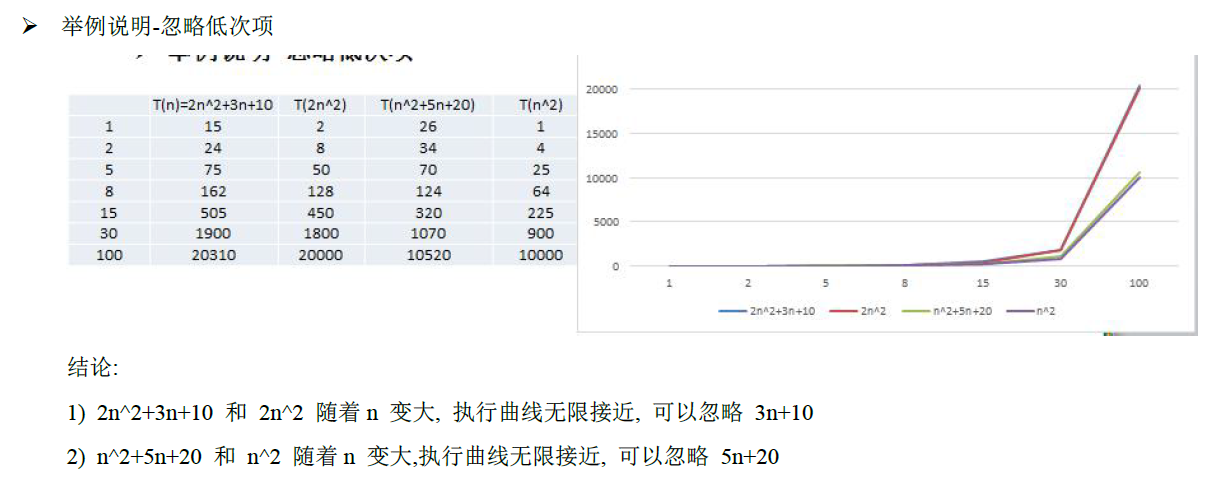 ➢ 举例说明-忽略低次项
T(n)=2n^2+3n+10 T(2n^2) T(n^2+5n+20) T(n^2)
1 15 2 26 1
2 24 8 34 4
5 75 50 70 25
8 162 128 124 64
15 505 450 320 225
30 1900 1800 1070 900
100 20310 20000 10520 10000
20000
15000
10000
5000
0
1 2 5 8 15 30 100
2n^2+3n+10 2n^2 n^2+5n+20 n^2
结论:
1) 2n^2+3n+10 和 2n^2 随着 n 变大, 执行曲线无限接近, 可以忽略 3n+10
2) n^2+5n+20 和 n^2 随着 n 变大,执行曲线无限接近, 可以忽略 5n+20